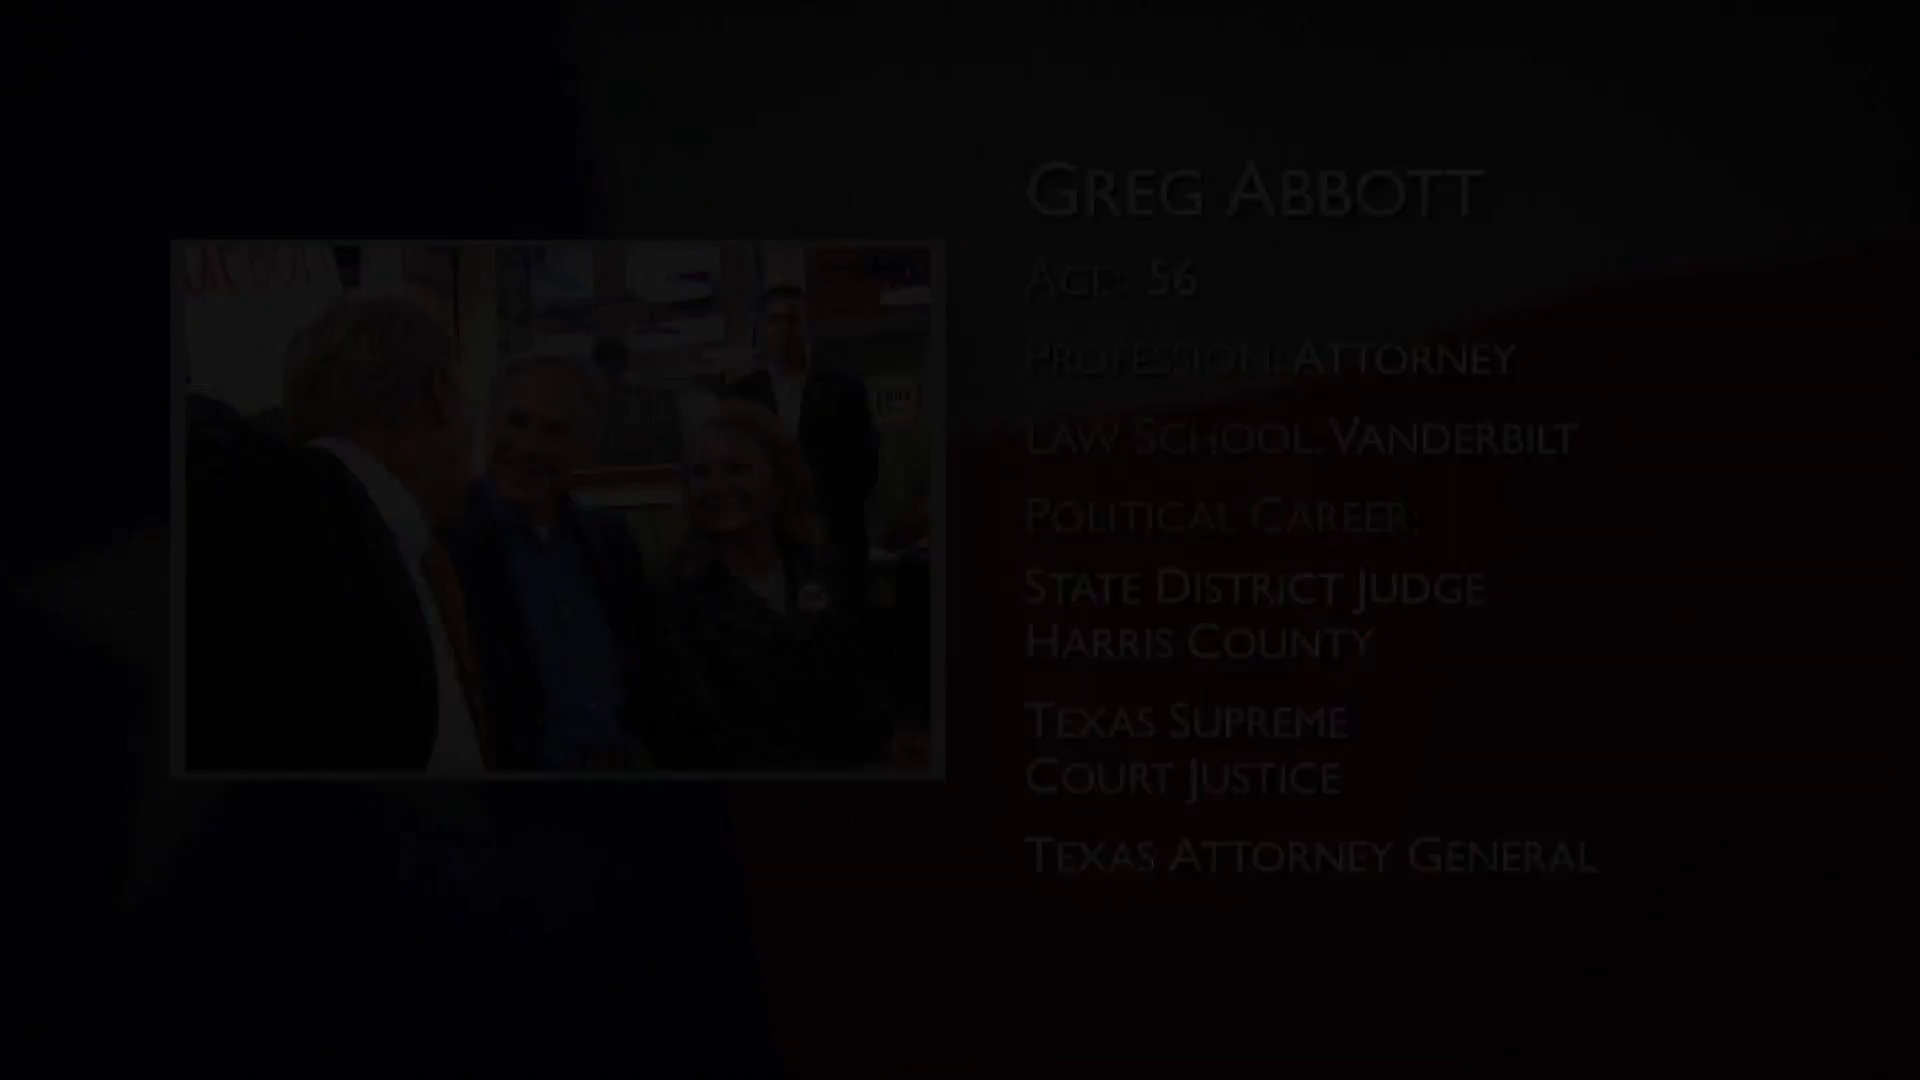 GREG ABBOTT
AGE: 56
PROFESSION: ATTORNEY
LAW SCHOOL: VANDERBILT
POLITICAL CAREER:
STATE DISTRICT JUDGE
HARRIS COUNTY
TEXAS SUPREME
COURT JUSTICE
TEXAS ATTORNEY GENERAL